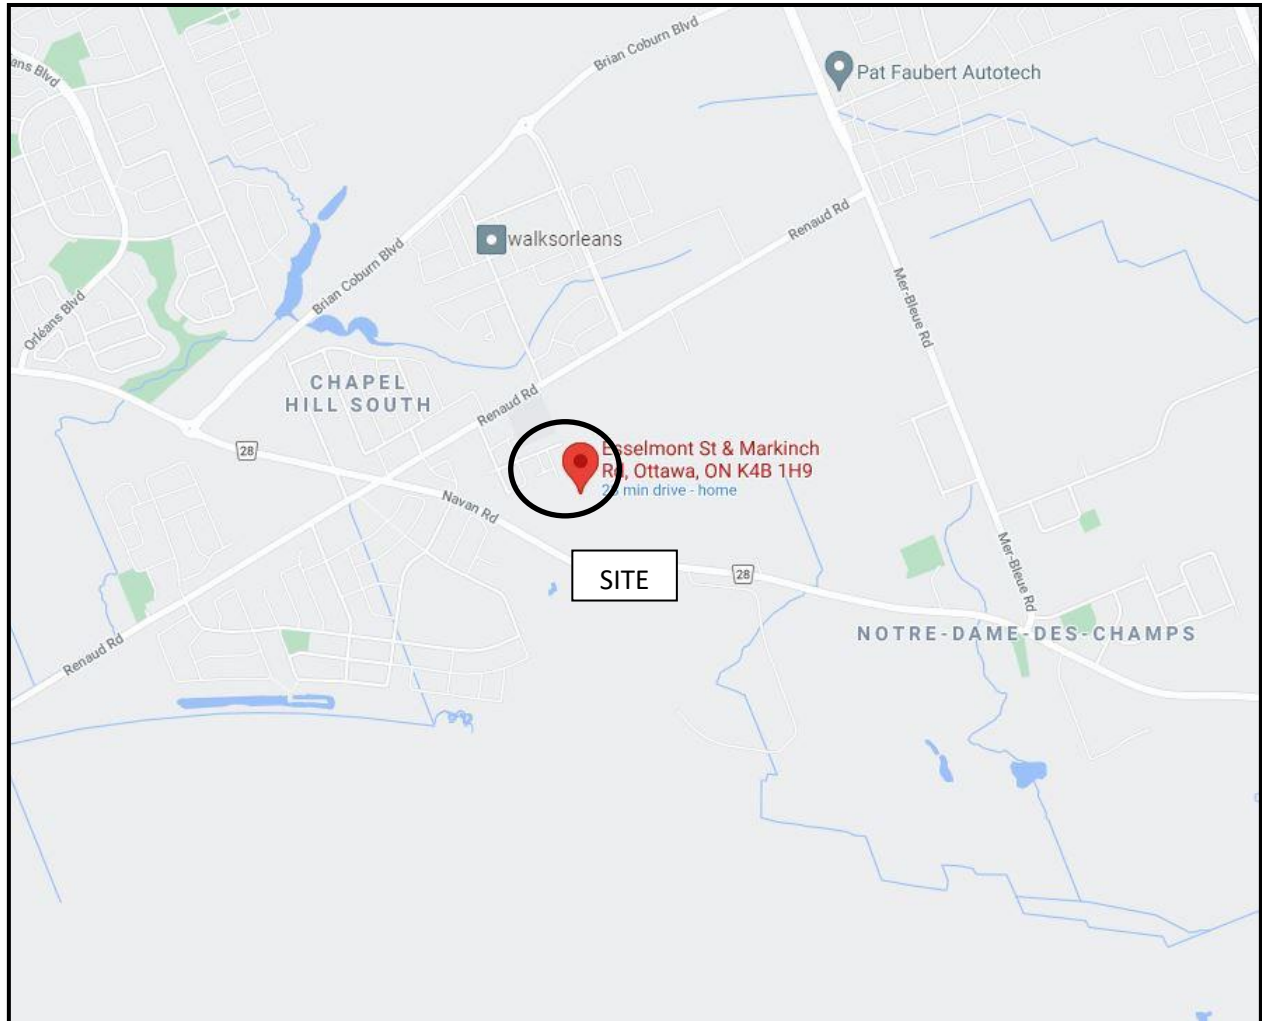 Brian Coburn Blvd
ans Blvd
Pat Faubert Autotech
Renaud Rd
walksorleans
Brian Coburn Blvd
Mer-Bleue Rd
Orléans Blvd
CHAPEL
HILL SOUTH
Renaud Rd
28
Esselmont St & Markinch
Rd, Ottawa, ON K4B 1H9
min drive - home
Navan Rd
SITE
28
Mer-Bleue Rd
NOTRE-DAME-DES-CHAMPS
Renaud Rd